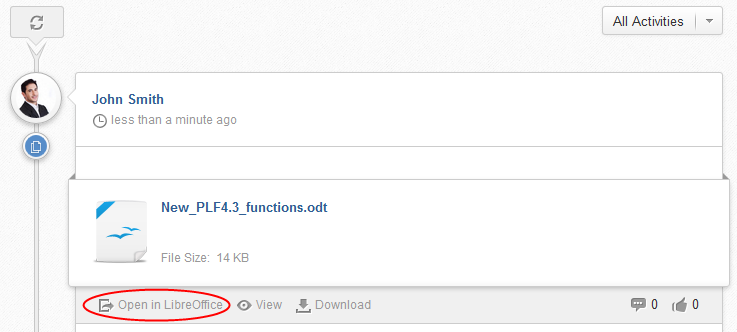 All Activities
John Smith
less than a minute ago
New_PLF4.3_functions.odt
File Size: 14 KB
Open in LibreOffice View Download 0 0